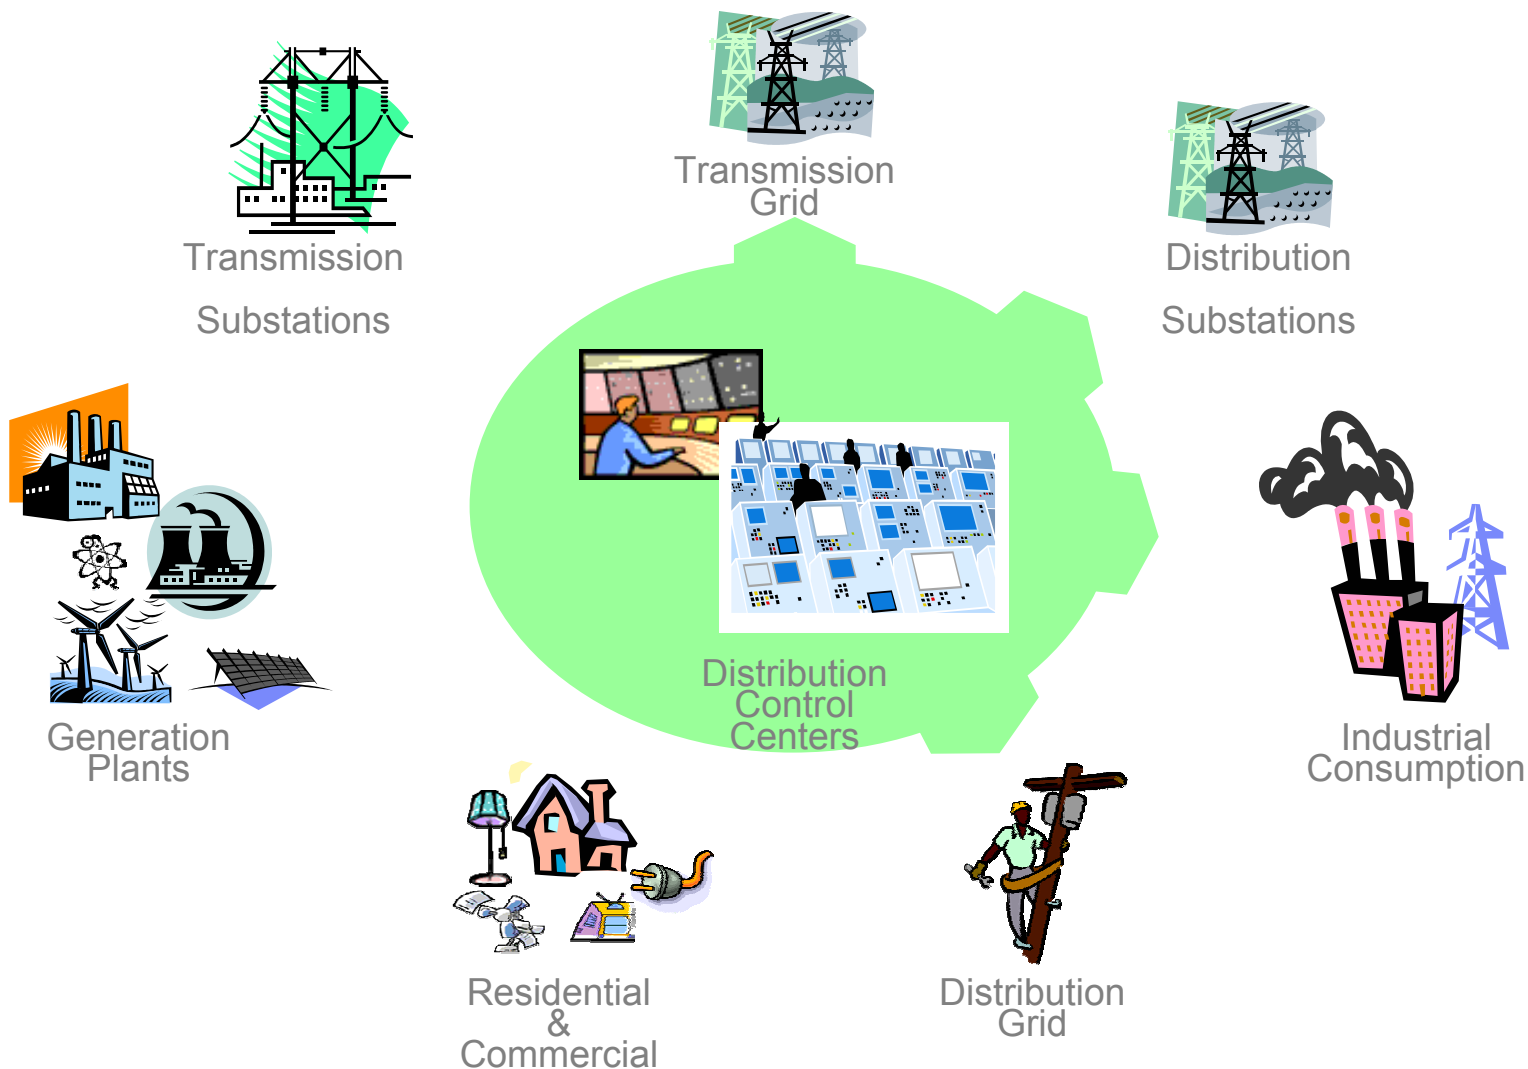 Transmission
Grid
Transmission
Substations
Distribution
Substations
Distribution
Control
Centers
Generation
Plants
Industrial
Consumption
Residential
&
Commercial
Distribution
Grid